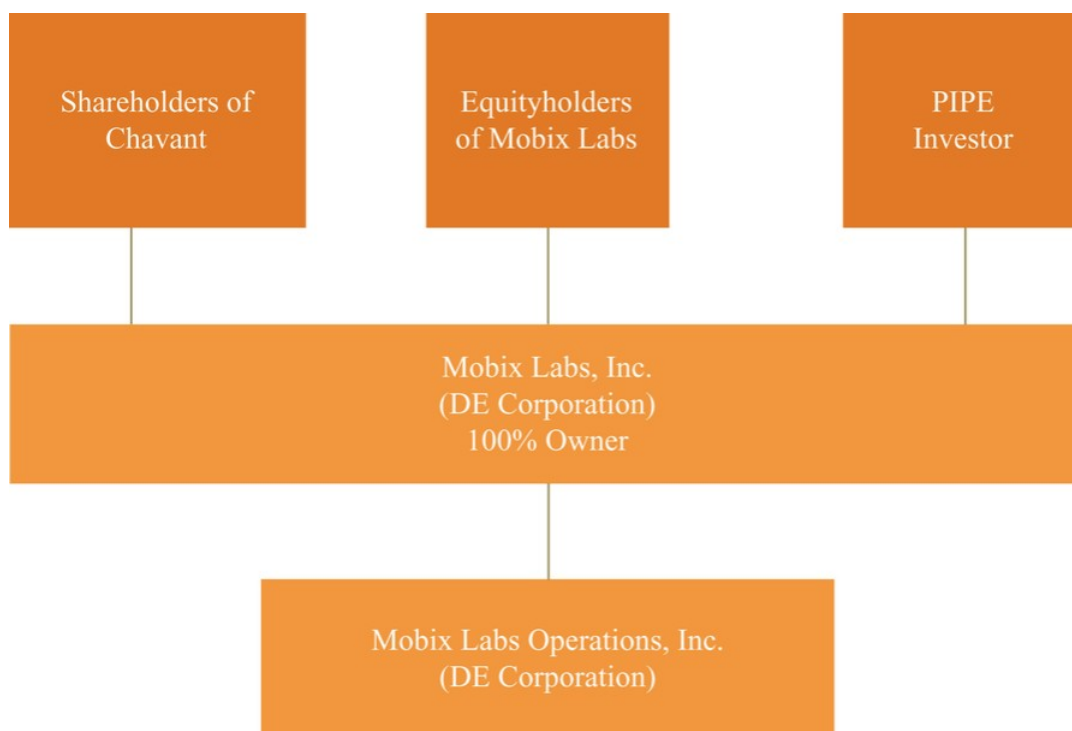 Shareholders of
Chavant
Equityholders
of Mobix Labs
PIPE
Investor
Mobix Labs, Inc.
(DE Corporation)
100% Owner
Mobix Labs Operations, Inc.
(DE Corporation)